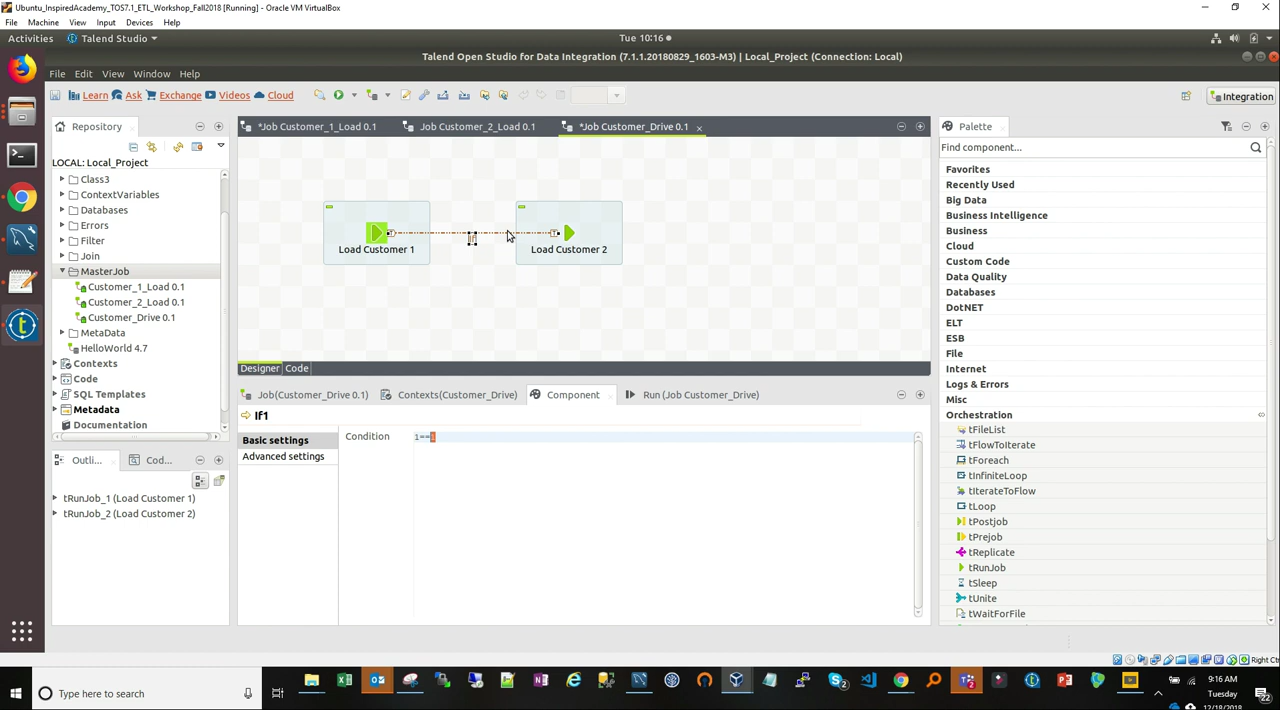 Ubuntu_InspiredAcademy_TOS7.1_ETL_Workshop_Fall2018 [Running] - Oracle VM VirtualBox
File Machine View Input Devices Help
Activities Talend Studio Tue 10:16
Talend Open Studio for Data Integration (7.1.1.20180829_1603-M3) | Local_Project (Connection: Local)
File Edit View Window Help
Learn Ask Exchange Videos Cloud Integration
Repository *Job Customer_1_Load 0.1 Job Customer_2_Load 0.1 *Job Customer_Drive 0.1 Palette
Find component...
LOCAL: Local_Project
Class3
ContextVariables
Databases
Errors
Filter
Join
MasterJob
Customer_1_Load 0.1
Customer_2_Load 0.1
Customer_Drive 0.1
MetaData
HelloWorld 4.7
Contexts
Code
SQL Templates
Metadata
Documentation
Load Customer 1
If
Load Customer 2
Designer Code
Job(Customer_Drive 0.1) Contexts(Customer_Drive) Component Run (Job Customer_Drive)
If1
Basic settings
Advanced settings
Condition
1==
Outli... Cod...
tRunJob_1 (Load Customer 1)
tRunJob_2 (Load Customer 2)
Favorites
Recently Used
Big Data
Business Intelligence
Business
Cloud
Custom Code
Data Quality
Databases
DotNET
ELT
ESB
File
Internet
Logs & Errors
Misc
Orchestration
tFileList
tFlowToIterate
tForeach
tInfiniteLoop
tIterateToFlow
tLoop
tPostjob
tPrejob
tReplicate
tRunJob
tSleep
tUnite
tWaitForFile
Right Ct
Type here to search
9:16 AM
Tuesday
12/18/2018
22